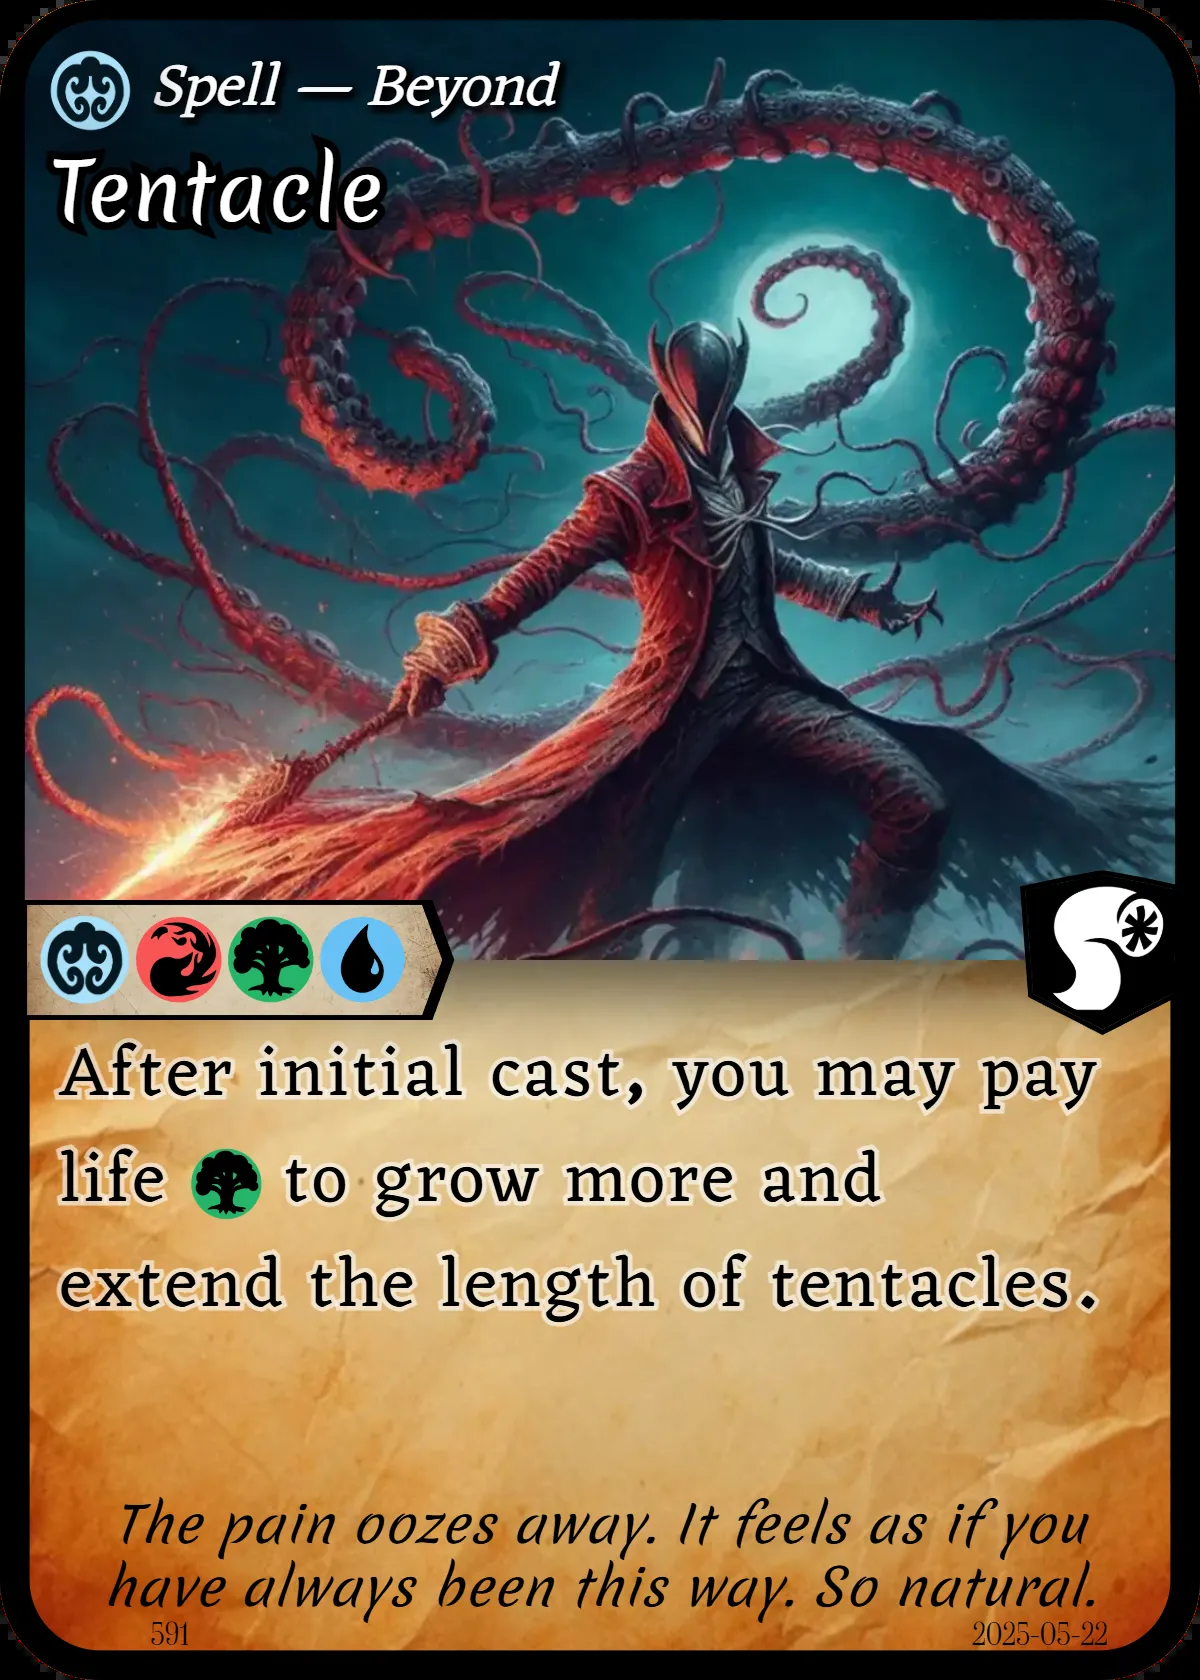 Spell — Beyond
Tentacle
After initial cast, you may pay
life to grow more and
extend the length of tentacles.
The pain oozes away. It feels as if you
have always been this way. So natural.
591
2025-05-22